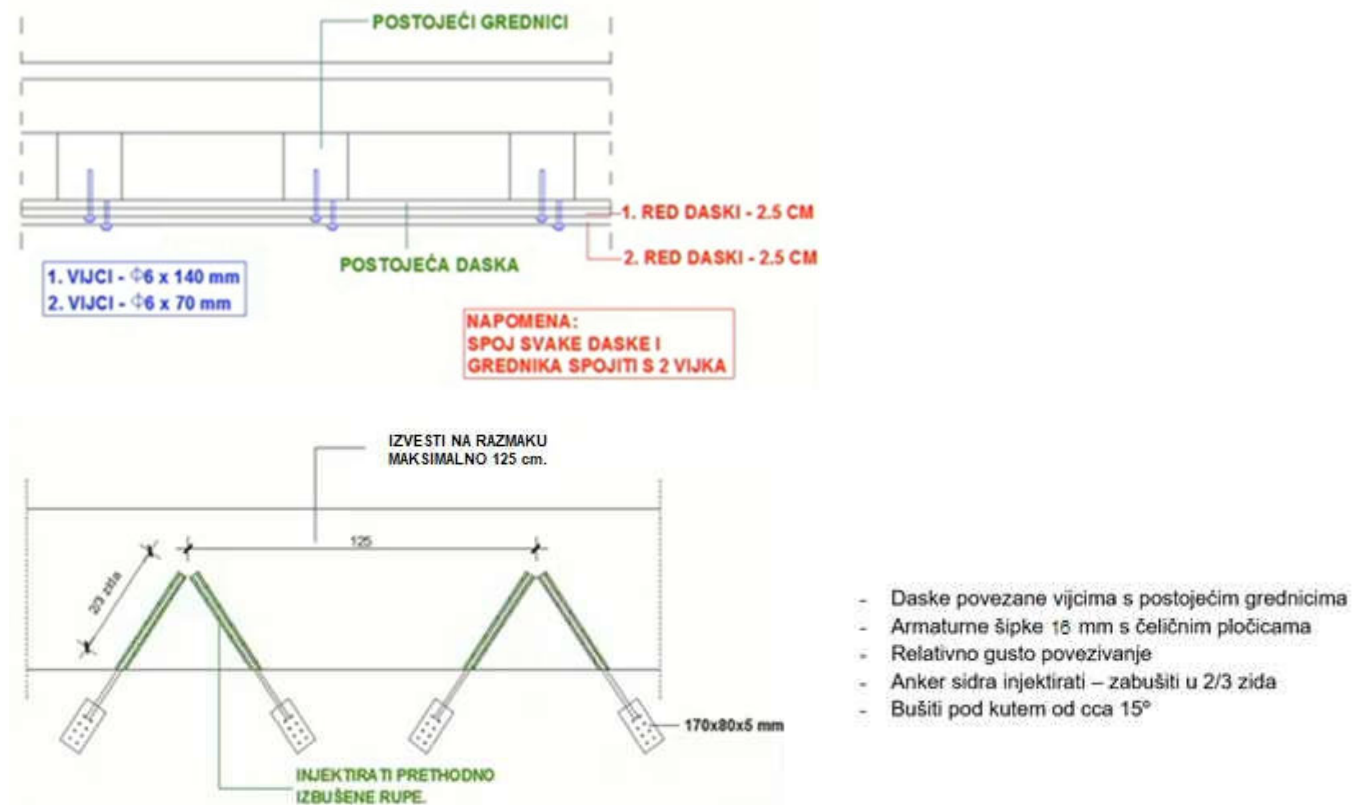 POSTOJEĆI GREDNICI
1. RED DASKI - 2.5 CM
POSTOJEĆA DASKA
2. RED DASKI - 2.5 CM
1. VIJCI - Φ6 x 140 mm
2. VIJCI - Φ6 x 70 mm
NAPOMENA:
SPOJ SVAKE DASKE I
GREDNIKA SPOJITI S 2 VIJKA
IZVESTI NA RAZMAKU
MAKSIMALNO 125 cm.
125
2/3 zida
170x80x5 mm
INJEKTIRATI PRETHODNO
IZBUŠENE RUPE.
- Daske povezane vijcima s postojećim grednicima
- Armaturne šipke 16 mm s čeličnim pločicama
- Relativno gusto povezivanje
- Anker sidra injektirati – zabušiti u 2/3 zida
- Bušiti pod kutem od cca 15º